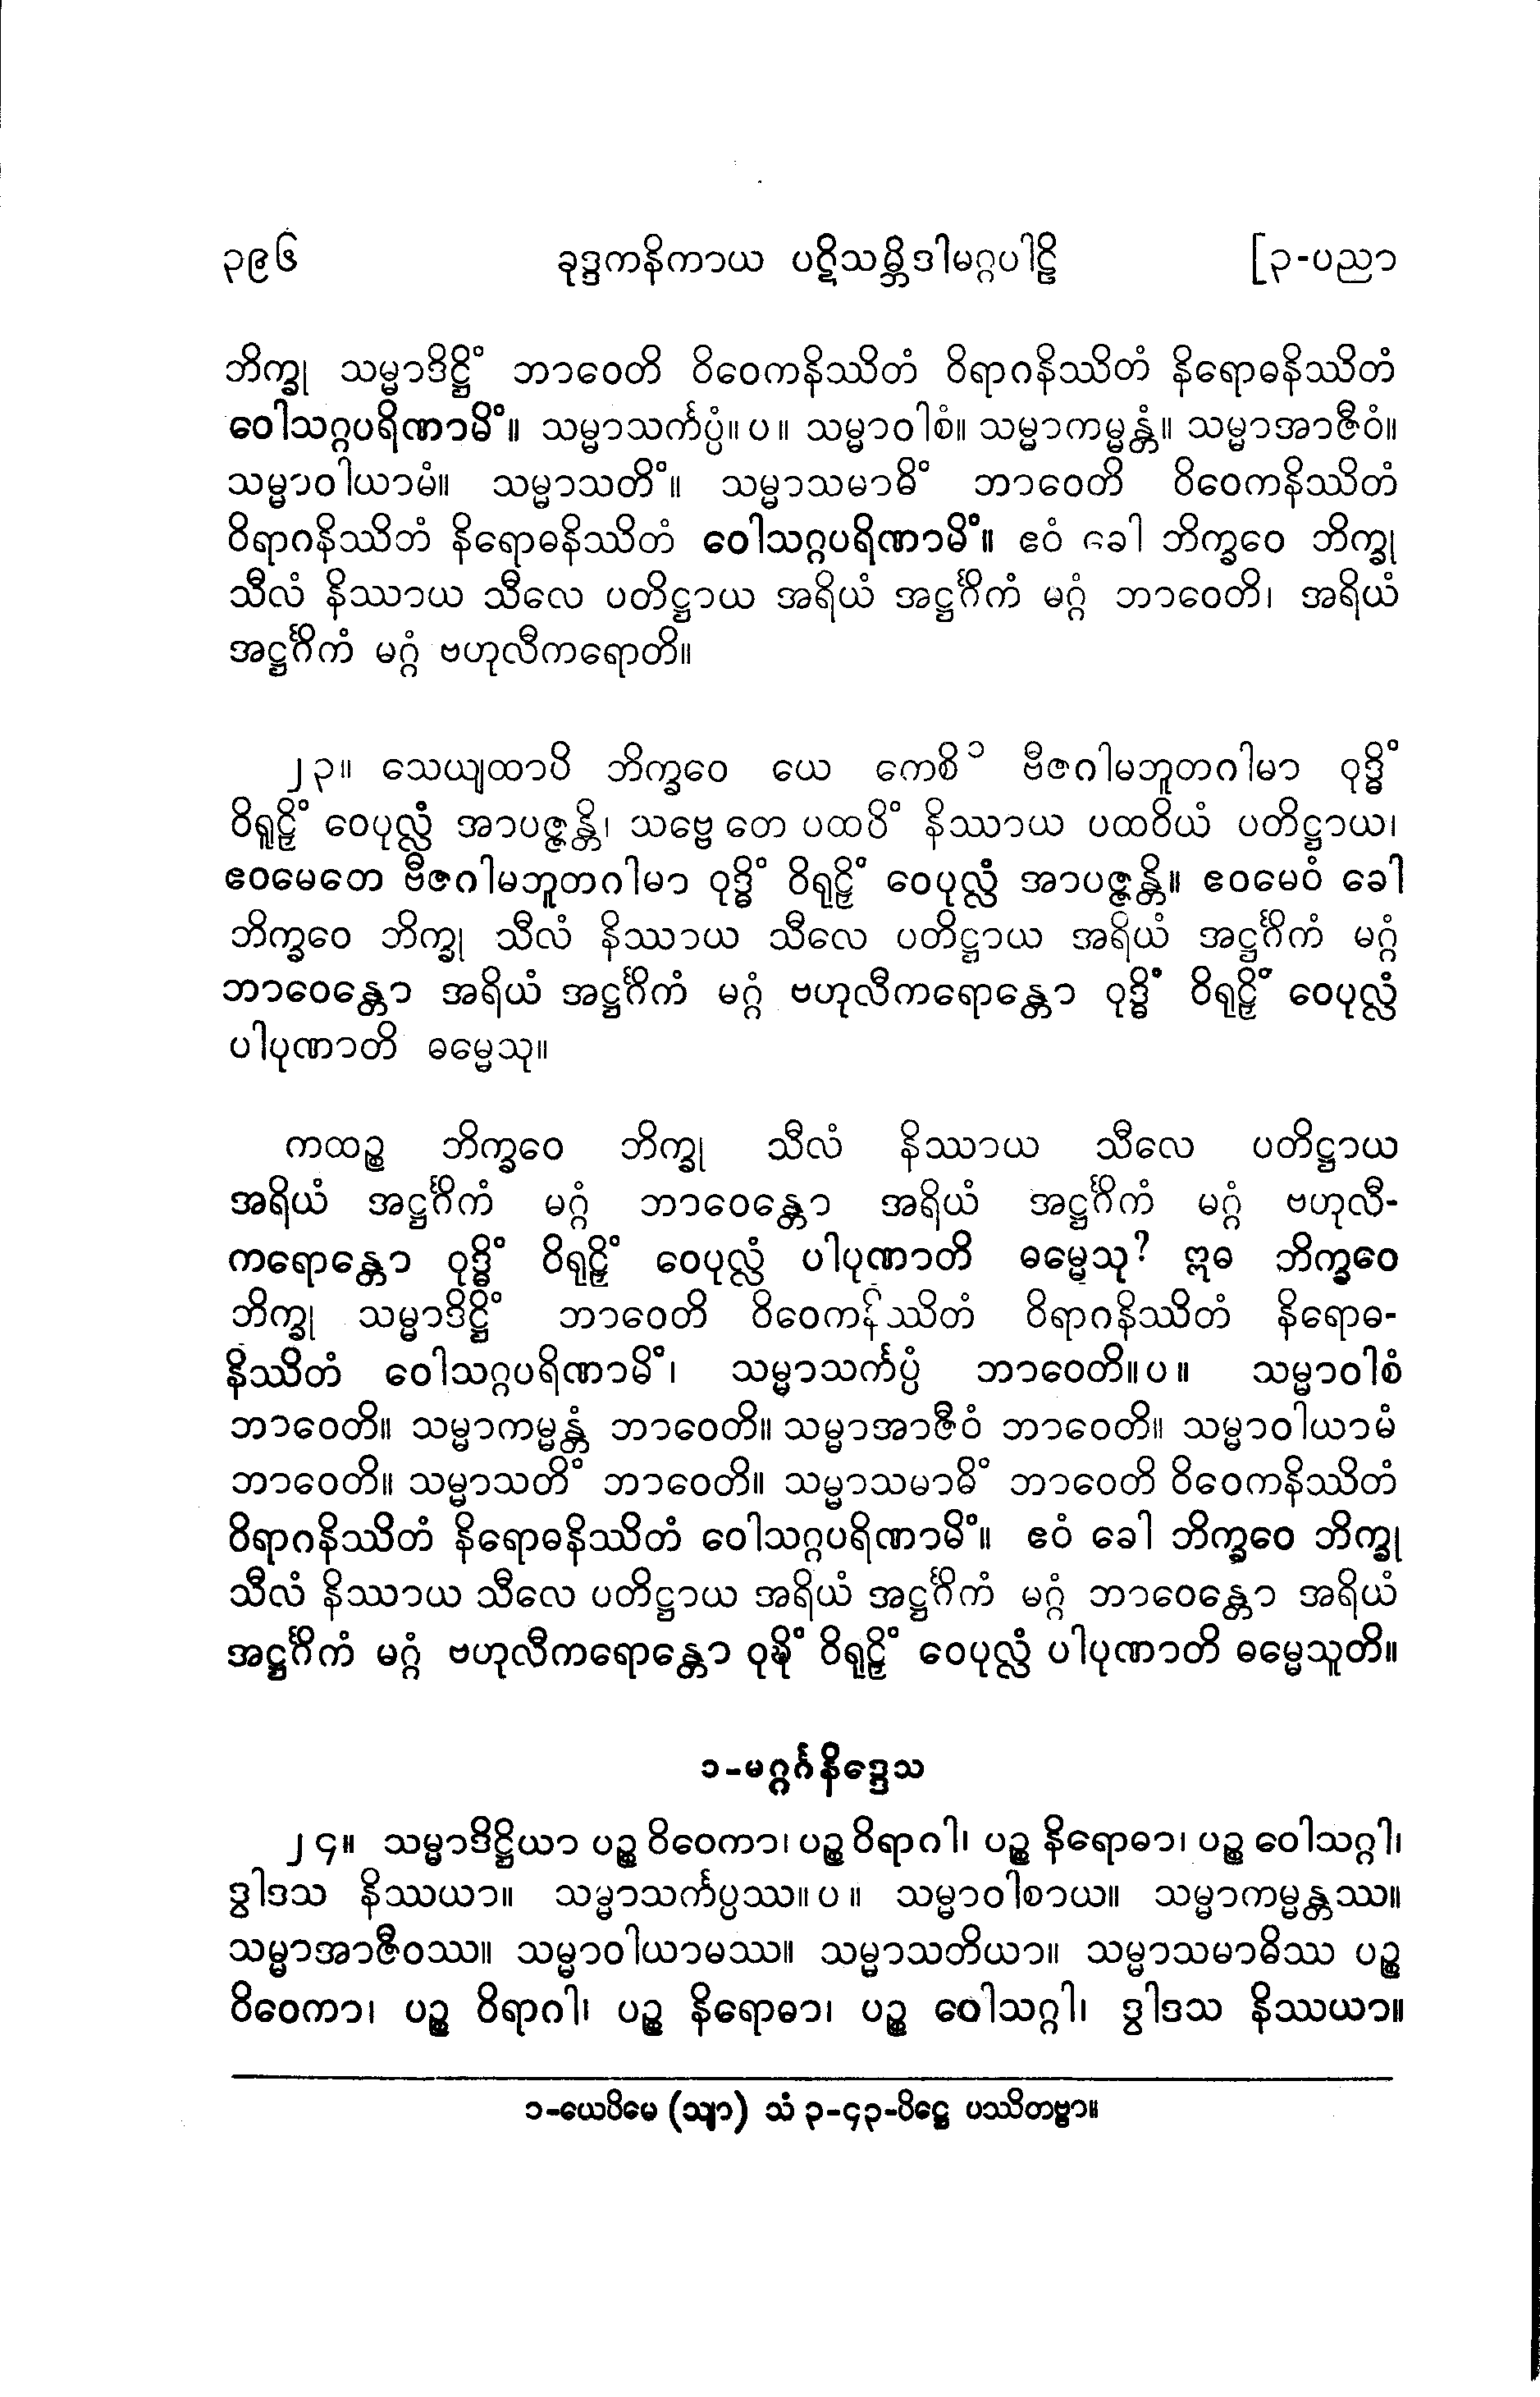 ၃၉၆ ခုဒ္ဒကနိကာယ ပဋိသမ္ဘိဒါမဂ္ဂပါဠိ [၃-ပညာ
ဘိက္ခု သမ္မာဒိဋ္ဌိံ ဘာဝေတိ ဝိဝေကနိဿိတံ ဝိရာဂနိဿိတံ နိရောဓနိဿိတံ
ဝေါသဂ္ဂပရိဏာမိံ။ သမ္မာသင်္ကပ္ပံ။ပ။ သမ္မာဝါစံ။ သမ္မာကမ္မန္တံ။ သမ္မာအာဇီဝံ။
သမ္မာဝါယာမံ။ သမ္မာသတိံ။ သမ္မာသမာဓိံ ဘာဝေတိ ဝိဝေကနိဿိတံ
ဝိရာဂနိဿိတံ နိရောဓနိဿိတံ ဝေါသဂ္ဂပရိဏာမိံ။ ဧဝံ ခေါ ဘိက္ခဝေ ဘိက္ခု
သီလံ နိဿာယ သီလေ ပတိဋ္ဌာယ အရိယံ အဋ္ဌင်္ဂိကံ မဂ္ဂံ ဘာဝေတိ၊ အရိယံ
အဋ္ဌင်္ဂိကံ မဂ္ဂံ ဗဟုလီကရောတိ။
၂၃။ သေယျထာပိ ဘိက္ခဝေ ယေ ကေစိ ၁ ဗီဇဂါမဘူတဂါမာ ဝုဒ္ဓိံ
ဝိရူဠှိံ ဝေပုလ္လံ အာပဇ္ဇန္တိ၊ သဗ္ဗေ တေ ပထဝိံ နိဿာယ ပထဝိယံ ပတိဋ္ဌာယ၊
ဧဝမေတေ ဗီဇဂါမဘူတဂါမာ ဝုဒ္ဓိံ ဝိရုဠှိံ ဝေပုလ္လံ အာပဇ္ဇန္တိ။ ဧဝမေဝံ ခေါ
ဘိက္ခဝေ ဘိက္ခု သီလံ နိဿာယ သီလေ ပတိဋ္ဌာယ အရိယံ အဋ္ဌင်္ဂိကံ မဂ္ဂံ
ဘာဝေန္တော အရိယံ အဋ္ဌင်္ဂိကံ မဂ္ဂံ ဗဟုလီကရောန္တော ဝုဒ္ဓိံ ဝိရုဠှိံ ဝေပုလ္လံ
ပါပုဏာတိ ဓမ္မေသု။
ကထဉ္စ ဘိက္ခဝေ ဘိက္ခု သီလံ နိဿာယ သီလေ ပတိဋ္ဌာယ
အရိယံ အဋ္ဌင်္ဂိကံ မဂ္ဂံ ဘာဝေန္တော အရိယံ အဋ္ဌင်္ဂိကံ မဂ္ဂံ ဗဟုလီ-
ကရောန္တော ဝုဒ္ဓိံ ဝိရုဠှိံ ဝေပုလ္လံ ပါပုဏာတိ ဓမ္မေသု? ဣဓ ဘိက္ခဝေ
ဘိက္ခု သမ္မာဒိဋ္ဌိံ ဘာဝေတိ ဝိဝေကနိဿိတံ ဝိရာဂနိဿိတံ နိရောဓ-
နိဿိတံ ဝေါသဂ္ဂပရိဏာမိံ၊ သမ္မာသင်္ကပ္ပံ ဘာဝေတိ။ပ။ သမ္မာဝါစံ
ဘာဝေတိ။ သမ္မာကမ္မန္တံ ဘာဝေတိ။ သမ္မာအာဇီဝံ ဘာဝေတိ။ သမ္မာဝါယာမံ
ဘာဝေတိ။ သမ္မာသတိံ ဘာဝေတိ။ သမ္မာသမာဓိံ ဘာဝေတိ ဝိဝေကနိဿိတံ
ဝိရာဂနိဿိတံ နိရောဓနိဿိတံ ဝေါသဂ္ဂပရိဏာမိံ။ ဧဝံ ခေါ ဘိက္ခဝေ ဘိက္ခု
သီလံ နိဿာယ သီလေ ပတိဋ္ဌာယ အရိယံ အဋ္ဌင်္ဂိကံ မဂ္ဂံ ဘာဝေန္တော အရိယံ
အဋ္ဌင်္ဂိကံ မဂ္ဂံ ဗဟုလီကရောန္တော ဝုဒ္ဓိံ ဝိရူဠှိံ ဝေပုလ္လံ ပါပုဏာတိ ဓမ္မေသူတိ။
၁-မဂ္ဂင်္ဂနိဒ္ဒေသ
၂၄။ သမ္မာဒိဋ္ဌိယာ ပဉ္စ ဝိဝေကာ၊ ပဉ္စ ဝိရာဂါ၊ ပဉ္စ နိရောဓာ၊ ပဉ္စ ဝေါသဂ္ဂါ၊
ဒွါဒသ နိဿယာ။ သမ္မာသင်္ကပ္ပဿ။ပ။ သမ္မာဝါစာယ။ သမ္မာကမ္မန္တဿ။
သမ္မာအာဇီဝဿ။ သမ္မာဝါယာမဿ။ သမ္မာသတိယာ။ သမ္မာသမာဓိဿ ပဉ္စ
ဝိဝေကာ၊ ပဉ္စ ဝိရာဂါ၊ ပဉ္စ နိရောဓာ၊ ပဉ္စ ဝေါသဂ္ဂါ၊ ဒွါဒသ နိဿယာ။
၁-ယေပိမေ (သျာ) သံ ၃-၄၃-ပိဋ္ဌေ ပဿိတဗ္ဗာ။